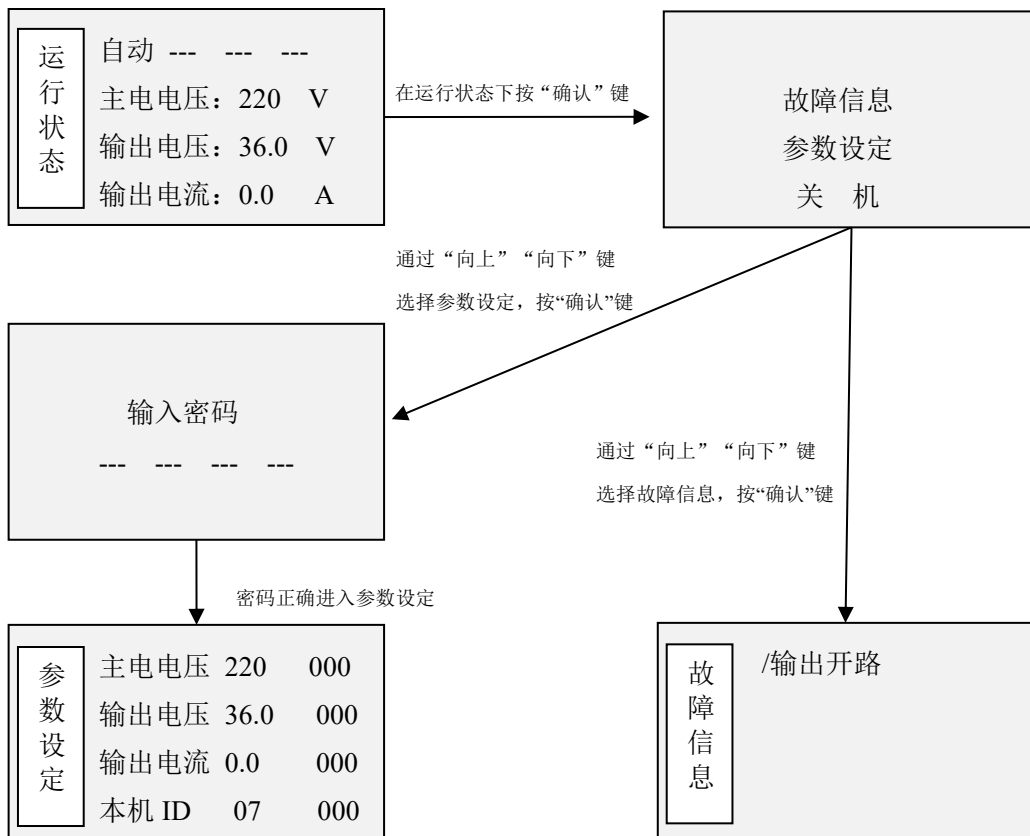 运行状态
自动 --- --- ---
主电电压：220 V
输出电压：36.0 V
输出电流：0.0 A
在运行状态下按“确认”键
故障信息
参数设定
关 机
通过“向上”“向下”键
选择参数设定，按“确认”键
输入密码
--- --- --- ---
通过“向上”“向下”键
选择故障信息，按“确认”键
密码正确进入参数设定
参数设定
主电电压 220 000
输出电压 36.0 000
输出电流 0.0 000
本机 ID 07 000
故障信息
/输出开路